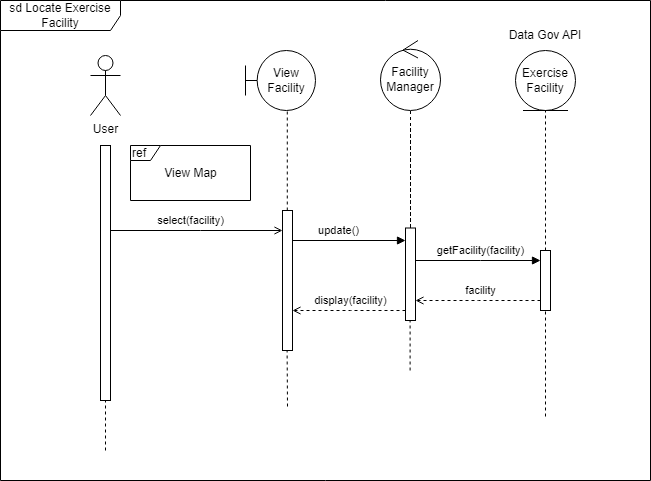 sd Locate Exercise
Facility
Data Gov API
View
Facility
Facility
Manager
Exercise
Facility
User
ref
View Map
select(facility)
update()
getFacility(facility)
facility
display(facility)